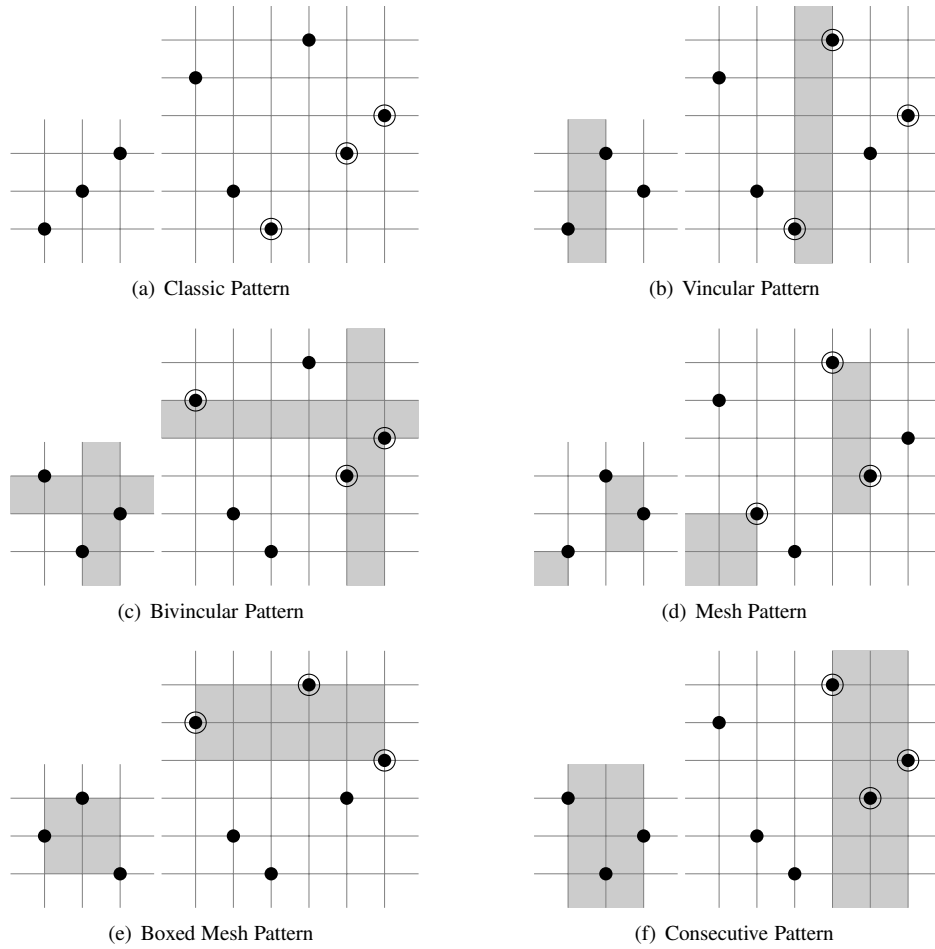 (a) Classic Pattern
(b) Vincular Pattern
(c) Bivincular Pattern
(d) Mesh Pattern
(e) Boxed Mesh Pattern
(f) Consecutive Pattern